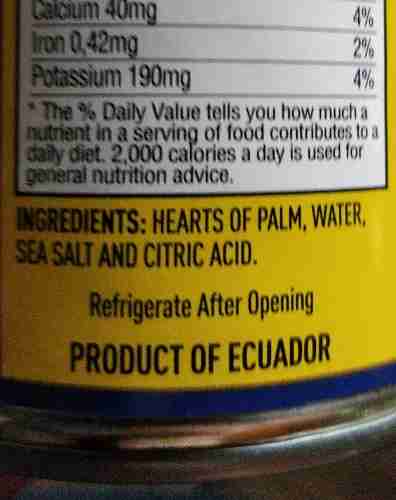 Calcium 40mg 4%
Iron 0,42mg 2%
Potassium 190mg 4%
* The % Daily Value tells you how much a
nutrient in a serving of food contributes to a
daily diet. 2,000 calories a day is used for
general nutrition advice.
INGREDIENTS: HEARTS OF PALM, WATER,
SEA SALT AND CITRIC ACID.
Refrigerate After Opening
PRODUCT OF ECUADOR